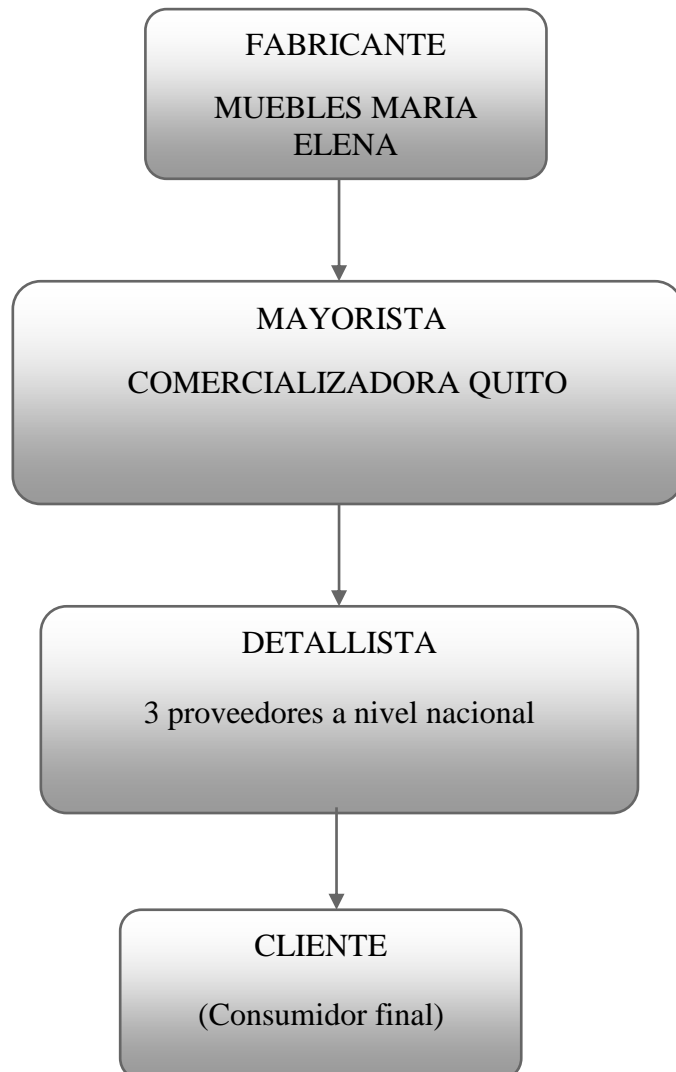 FABRICANTE
MUEBLES MARIA
ELENA
MAYORISTA
COMERCIALIZADORA QUITO
DETALLISTA
3 proveedores a nivel nacional
CLIENTE
(Consumidor final)